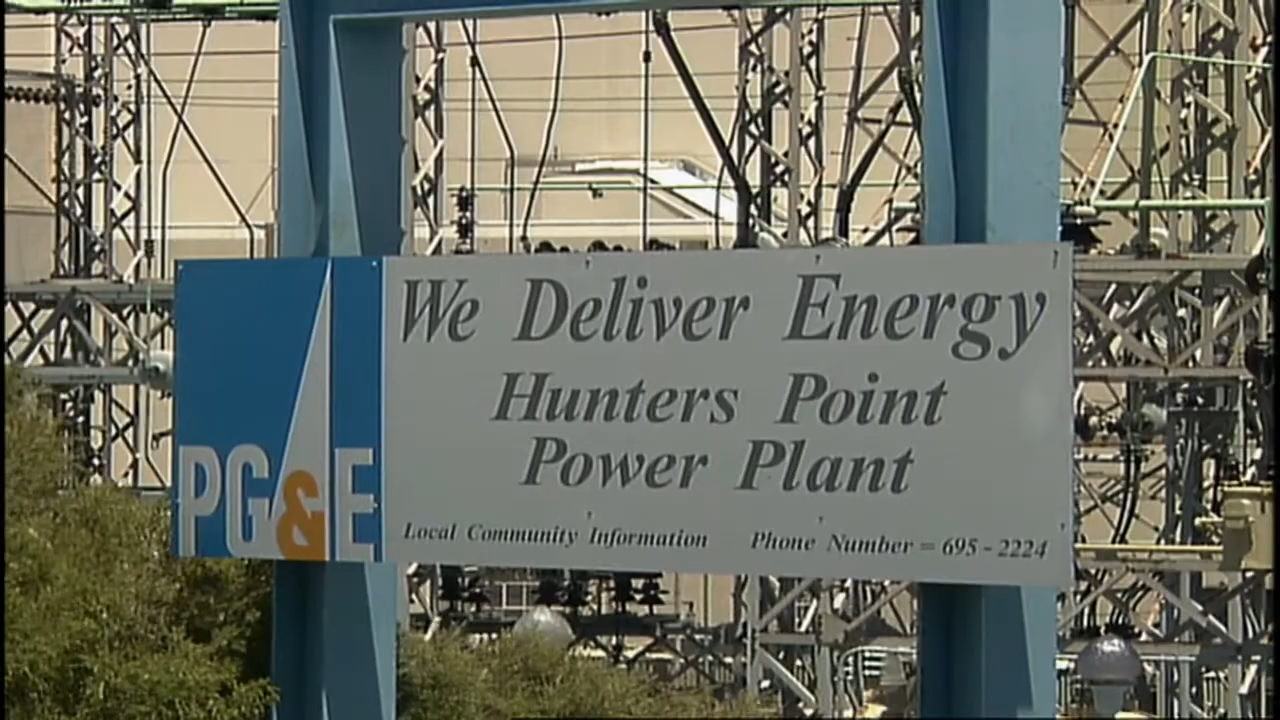 PG&E
We Deliver Energy
Hunters Point
Power Plant
Local Community Information Phone Number = 695 - 2224